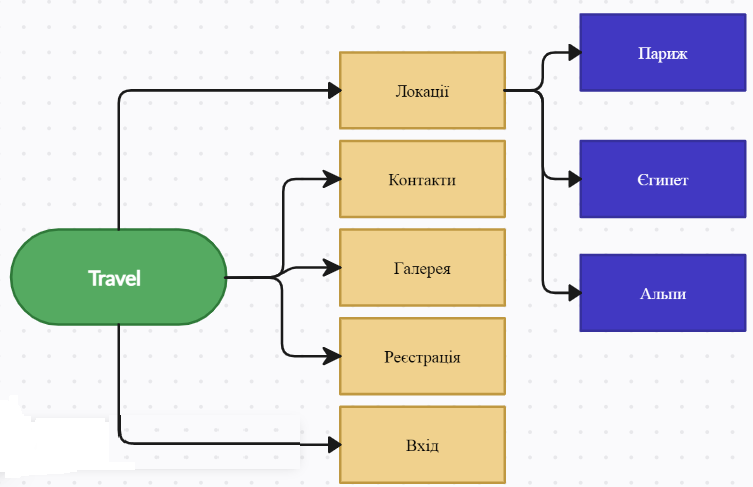 Travel
Локації
Контакти
Галерея
Реєстрація
Вхід
Париж
Єгипет
Альпи